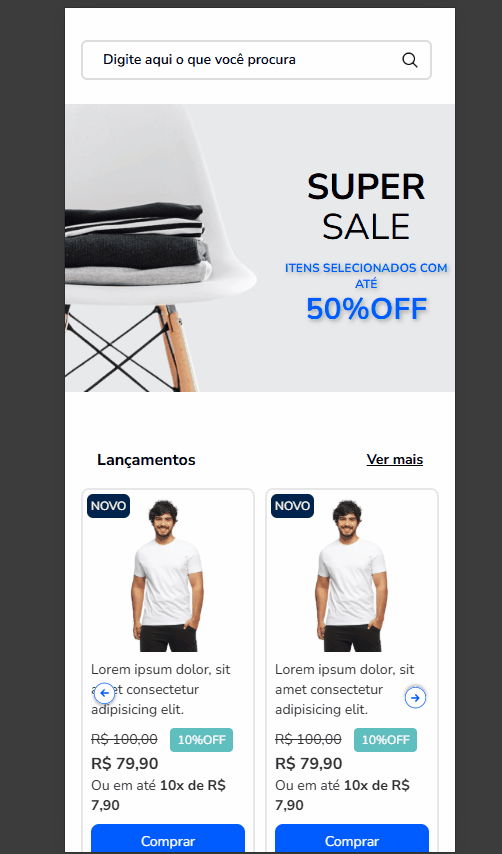 Digite aqui o que você procura
SUPER
SALE
ITENS SELECIONADOS COM
ATÉ
50%OFF
Lançamentos
Ver mais
NOVO
Lorem ipsum dolor, sit
amet consectetur
adipisicing elit.
R$ 100,00
10%OFF
R$ 79,90
Ou em até 10x de R$
7,90
Comprar
NOVO
Lorem ipsum dolor, sit
amet consectetur
adipisicing elit.
R$ 100,00
10%OFF
R$ 79,90
Ou em até 10x de R$
7,90
Comprar